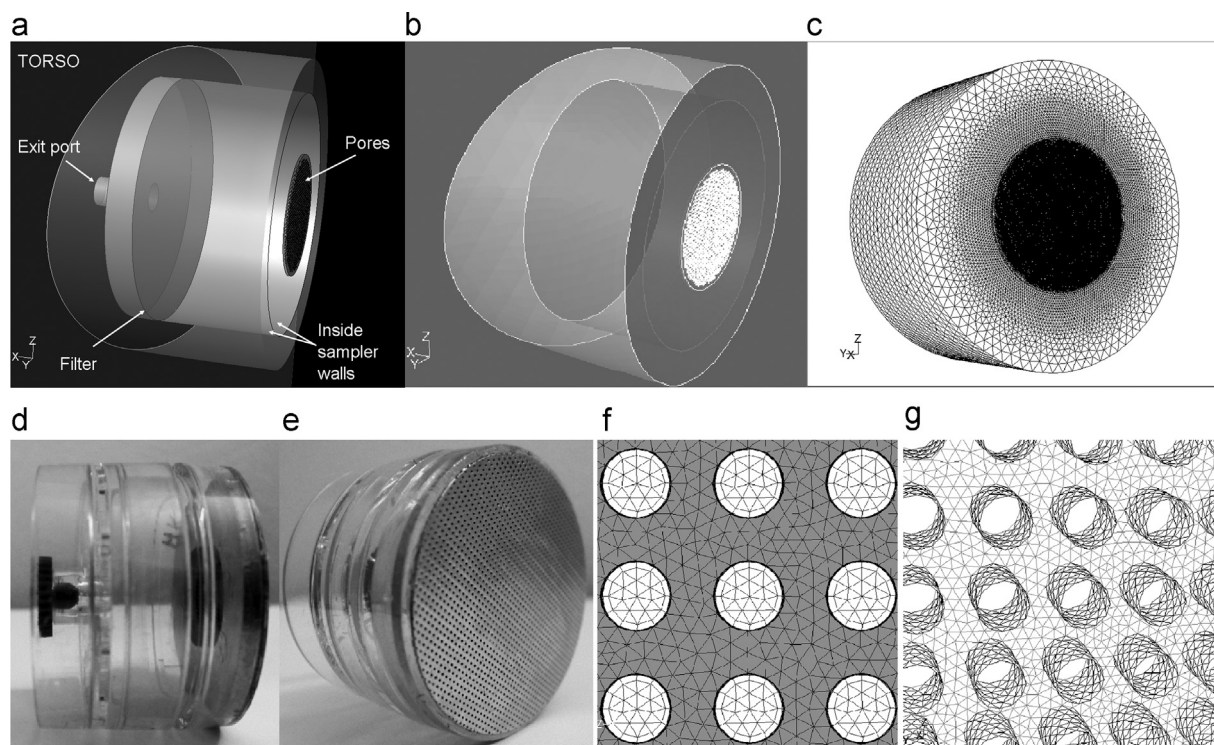 a
b
c
TORSO
Exit port
Pores
Filter
Inside
sampler
walls
X Y Z
X Y Z
Y X Z
d
e
f
g